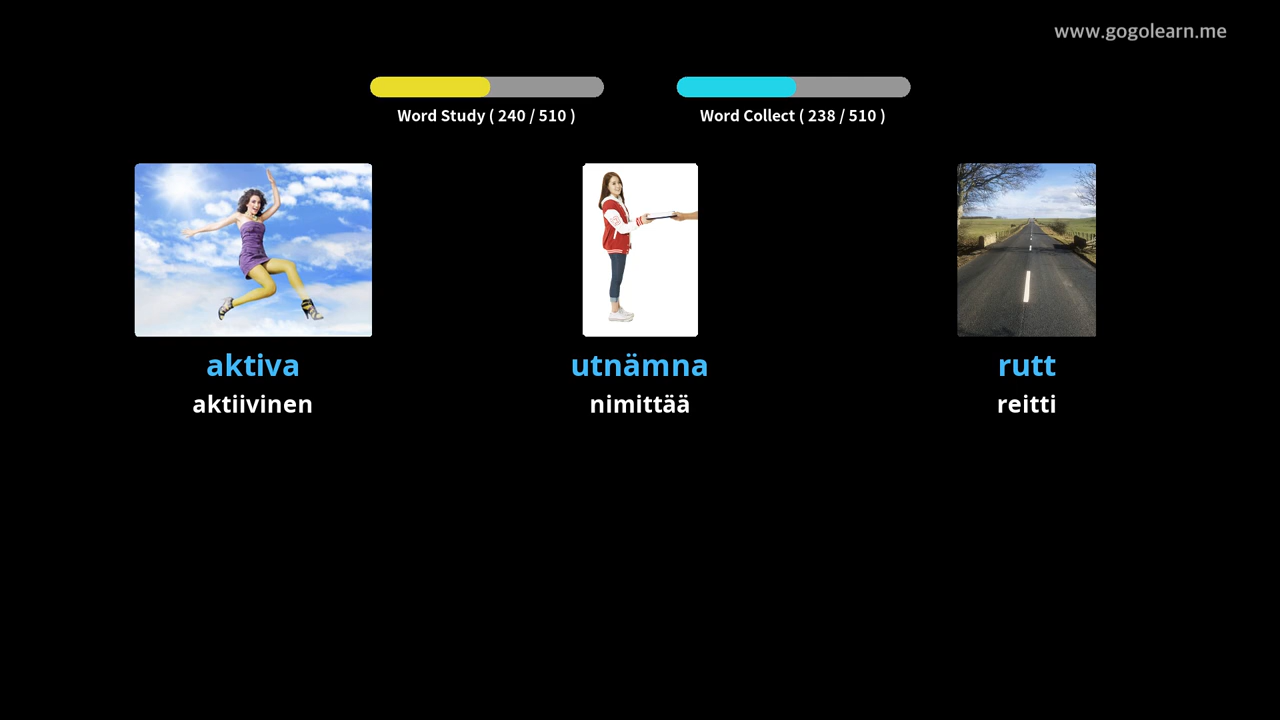 www.gogolearn.me
Word Study ( 240 / 510 )
Word Collect ( 238 / 510 )
aktiva
utnämna
rutt
aktiivinen
nimittää
reitti